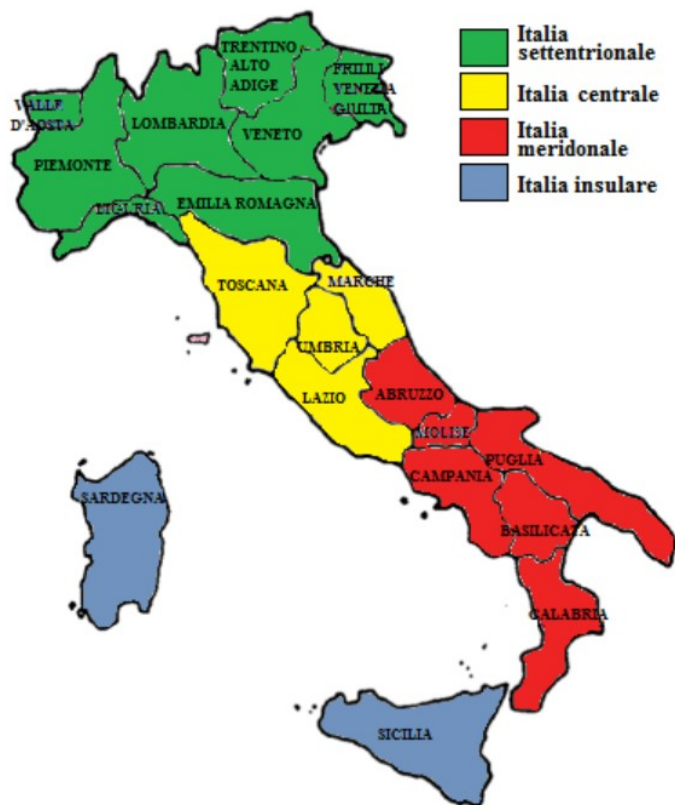 Italia
settentrionale
Italia centrale
Italia
meridonale
Italia insulare
TRENTINO
ALTO
ADIGE
FRIULI
VENEZIA
GIULIA
VALLE
D'AOSTA
LOMBARDIA
VENETO
PIEMONTE
LIGURIA
EMILIA ROMAGNA
TOSCANA
MARCHE
UMBRIA
LAZIO
ABRUZZO
MOLISE
PUGLIA
CAMPANIA
BASILICATA
SARDEGNA
CALABRIA
SICILIA